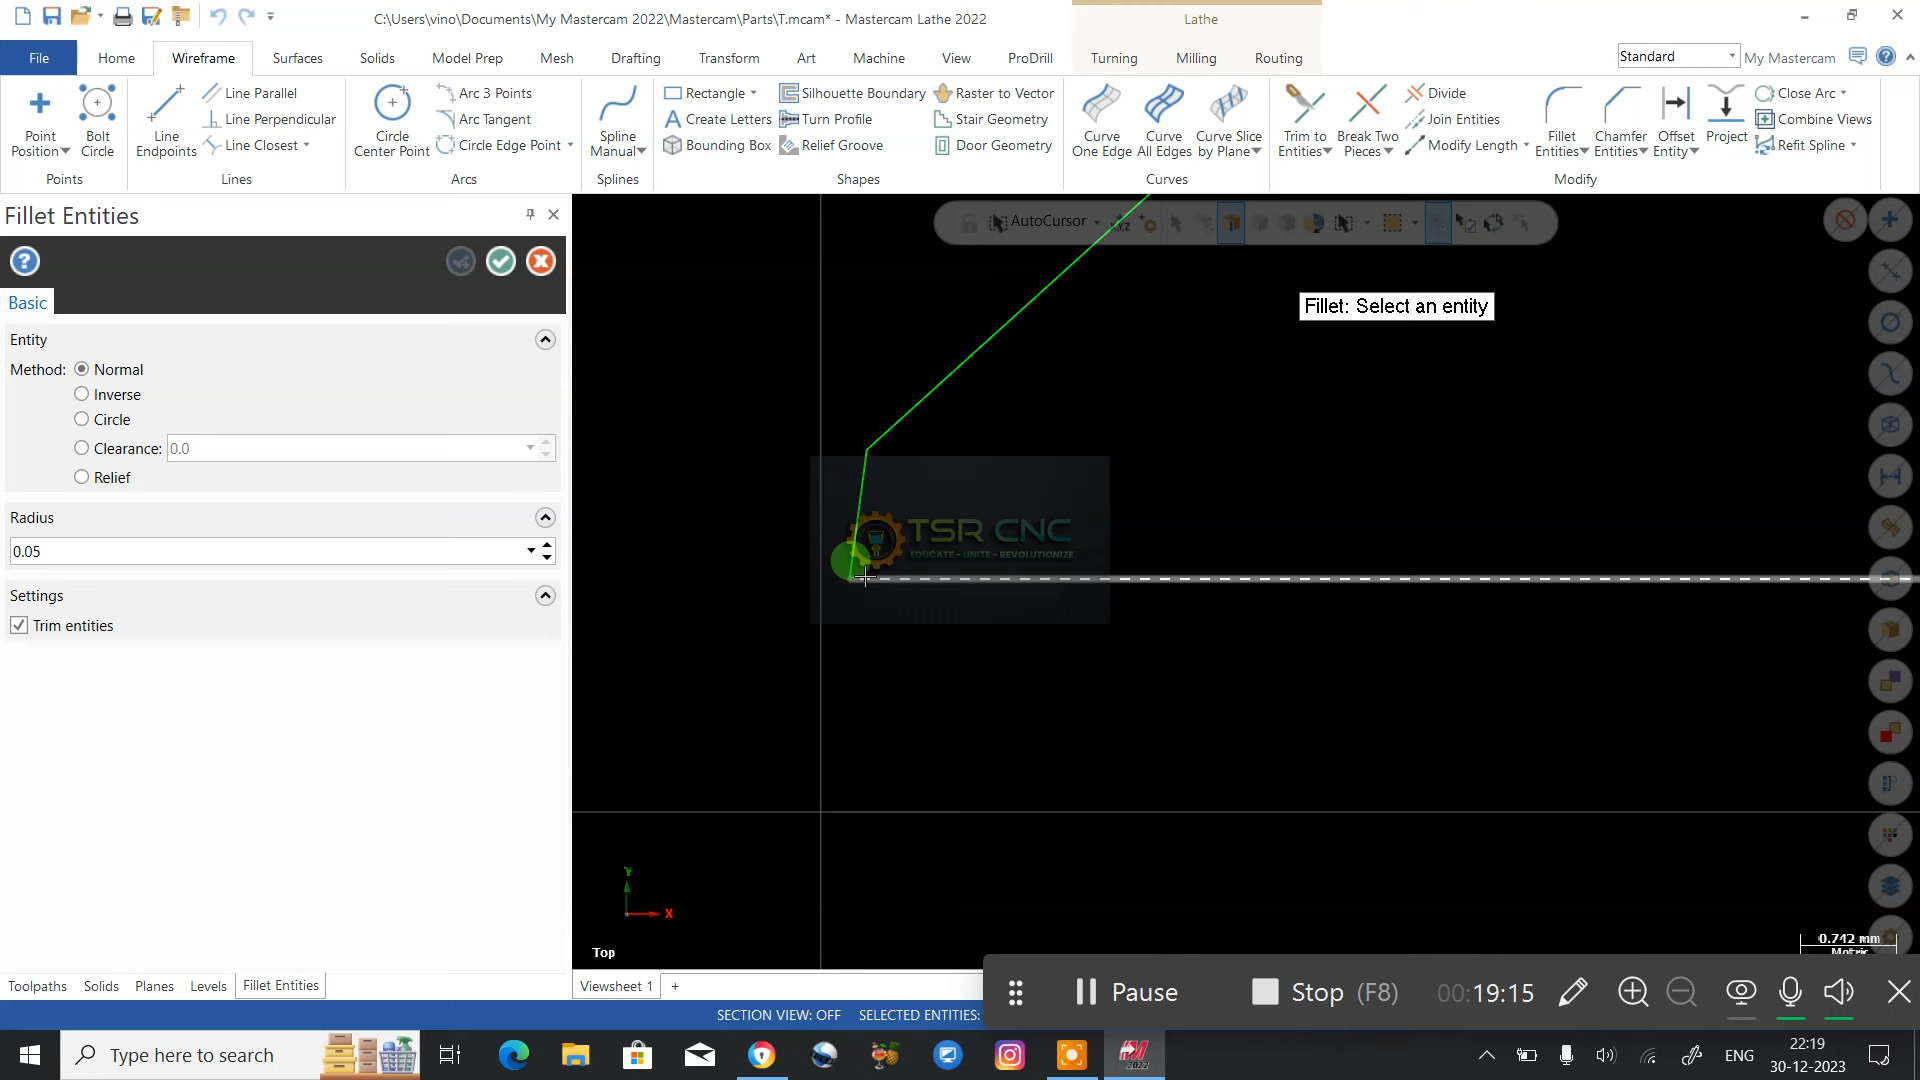 C:\Users\vino\Documents\My Mastercam 2022\Mastercam\Parts\T.mcam* - Mastercam Lathe 2022
Lathe
File
Home
Wireframe
Surfaces
Solids
Model Prep
Mesh
Drafting
Transform
Art
Machine
View
ProDrill
Turning
Milling
Routing
Standard
My Mastercam
Point Position
Bolt Circle
Points
Line Endpoints
Line Parallel
Line Perpendicular
Line Closest
Lines
Circle Center Point
Arc 3 Points
Arc Tangent
Circle Edge Point
Arcs
Spline Manual
Splines
Rectangle
Create Letters
Bounding Box
Silhouette Boundary
Turn Profile
Relief Groove
Raster to Vector
Stair Geometry
Door Geometry
Shapes
Curve One Edge
Curve All Edges
Curve Slice by Plane
Curves
Trim to Entities
Break Two Pieces
Divide
Join Entities
Modify Length
Fillet Entities
Chamfer Entities
Offset Entity
Project
Close Arc
Combine Views
Refit Spline
Modify
Fillet Entities
Basic
Entity
Method:
Normal
Inverse
Circle
Clearance:
0.0
Relief
Radius
0.05
Settings
Trim entities
AutoCursor
Fillet: Select an entity
TSR CNC
EDUCATE - UNITE - REVOLUTIONIZE
Y
X
Top
0.742 mm
Metric
Toolpaths
Solids
Planes
Levels
Fillet Entities
Viewsheet 1
+
SECTION VIEW: OFF
SELECTED ENTITIES:
Pause
Stop (F8)
00:19:15
Type here to search
2022
ENG
22:19
30-12-2023